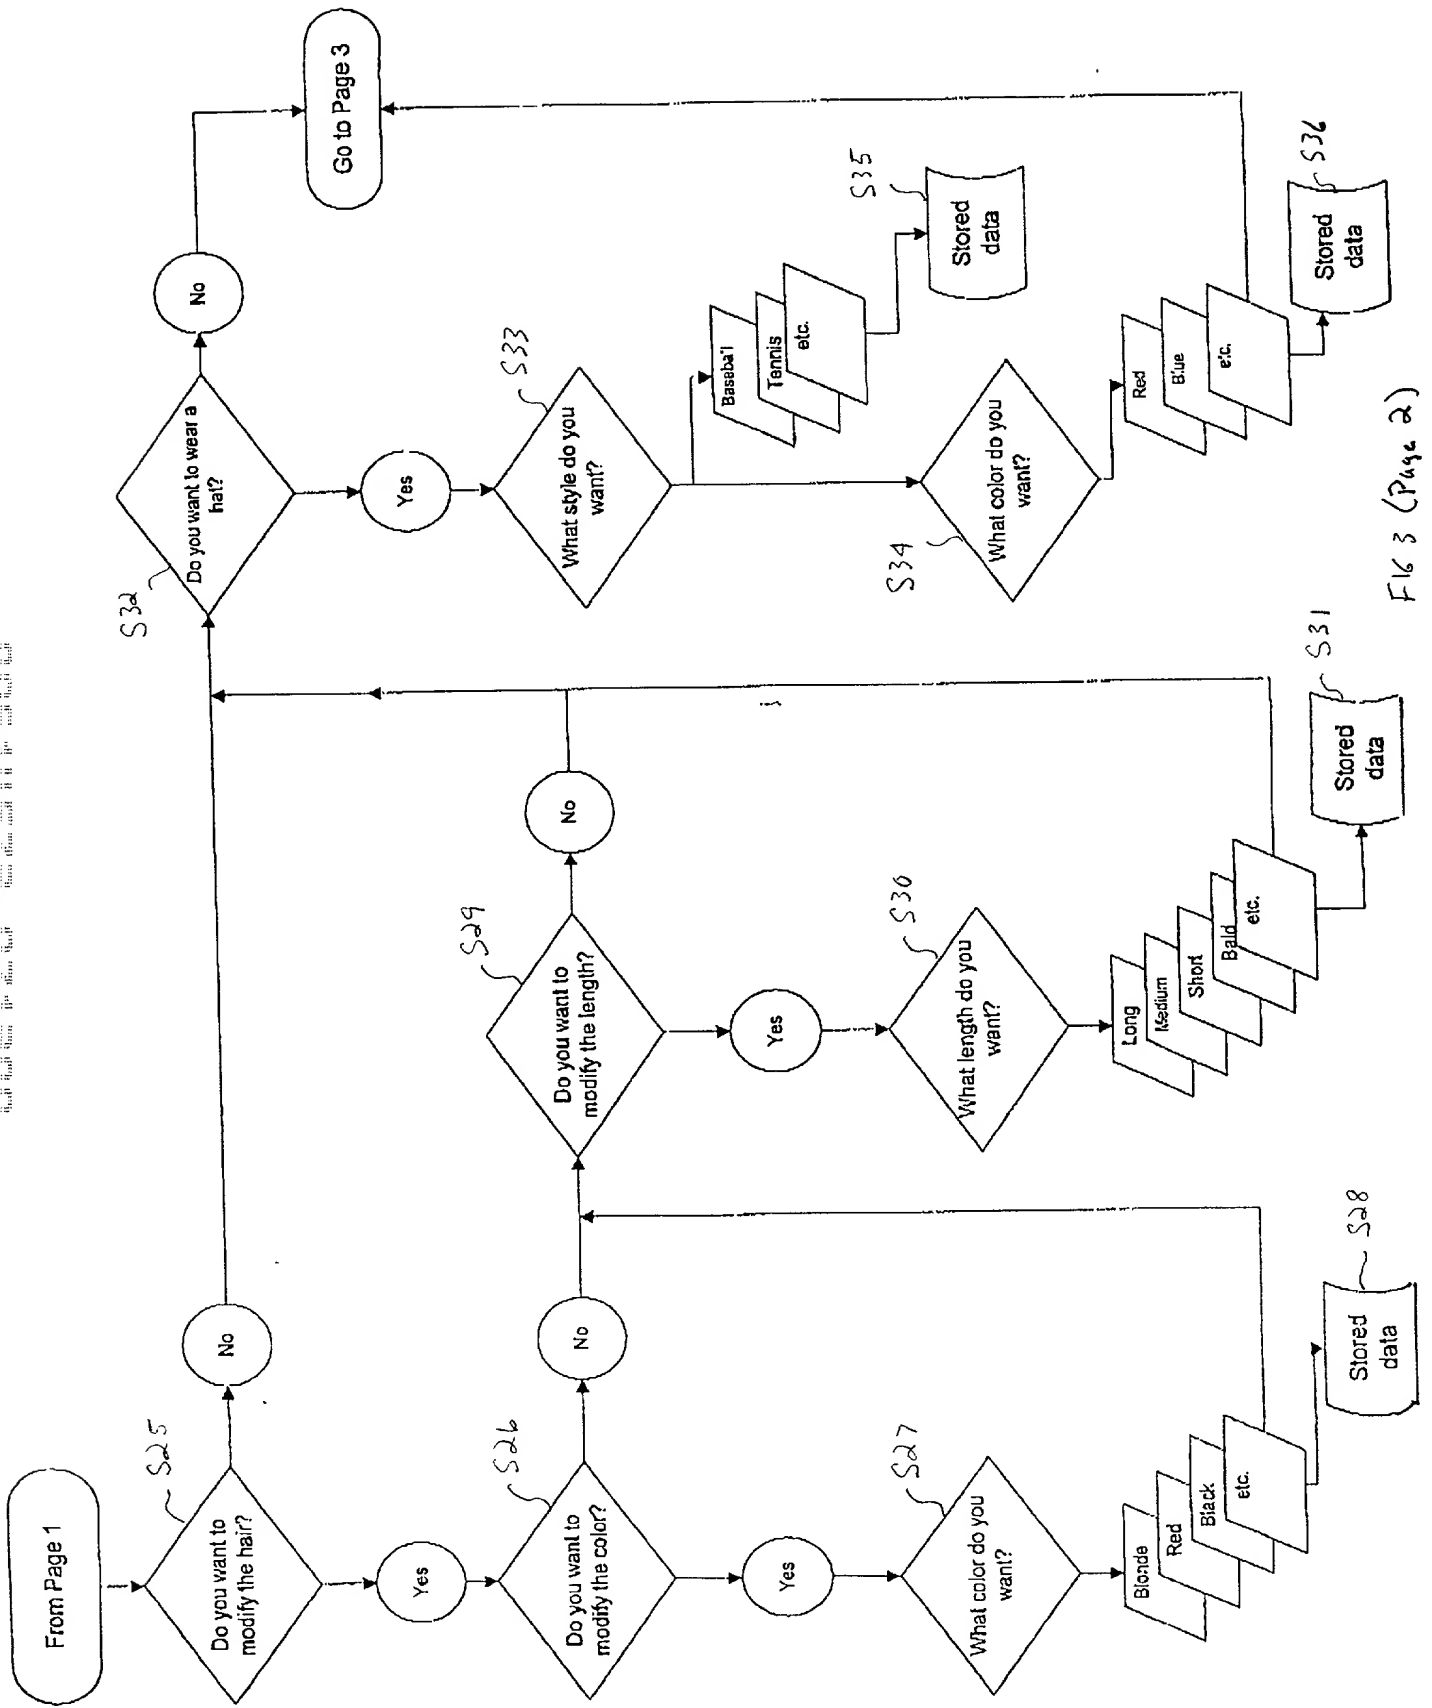 From Page 1
Do you want to
modify the hair?
S25
No
Yes
Do you want to
modify the color?
S26
No
Yes
What color do you
want?
S27
Blonde
Red
Black
etc.
Stored
data
S28
Do you want to
modify the length?
S29
No
Yes
What length do you
want?
S30
Long
Medium
Short
Bald
etc.
Stored
data
S31
Do you want to wear a
hat?
S32
No
Go to Page 3
Yes
What style do you
want?
S33
Baseball
Tennis
etc.
Stored
data
S35
What color do you
want?
S34
Red
Blue
etc.
Stored
data
S36
FIG 3 (Page 2)